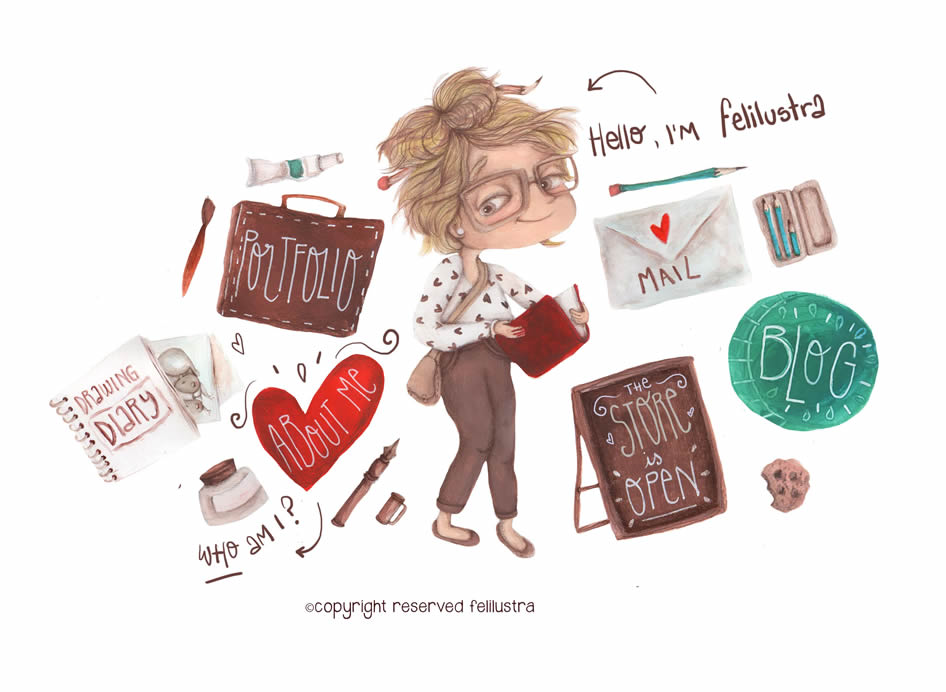 Hello, I'M felilustra
PORTFOLIO
MAIL
BLOG
DRAWING
DIARY
ABOUT ME
THE
STORE
is
OPEN
WHO AM I?
©copyright reserved felilustra